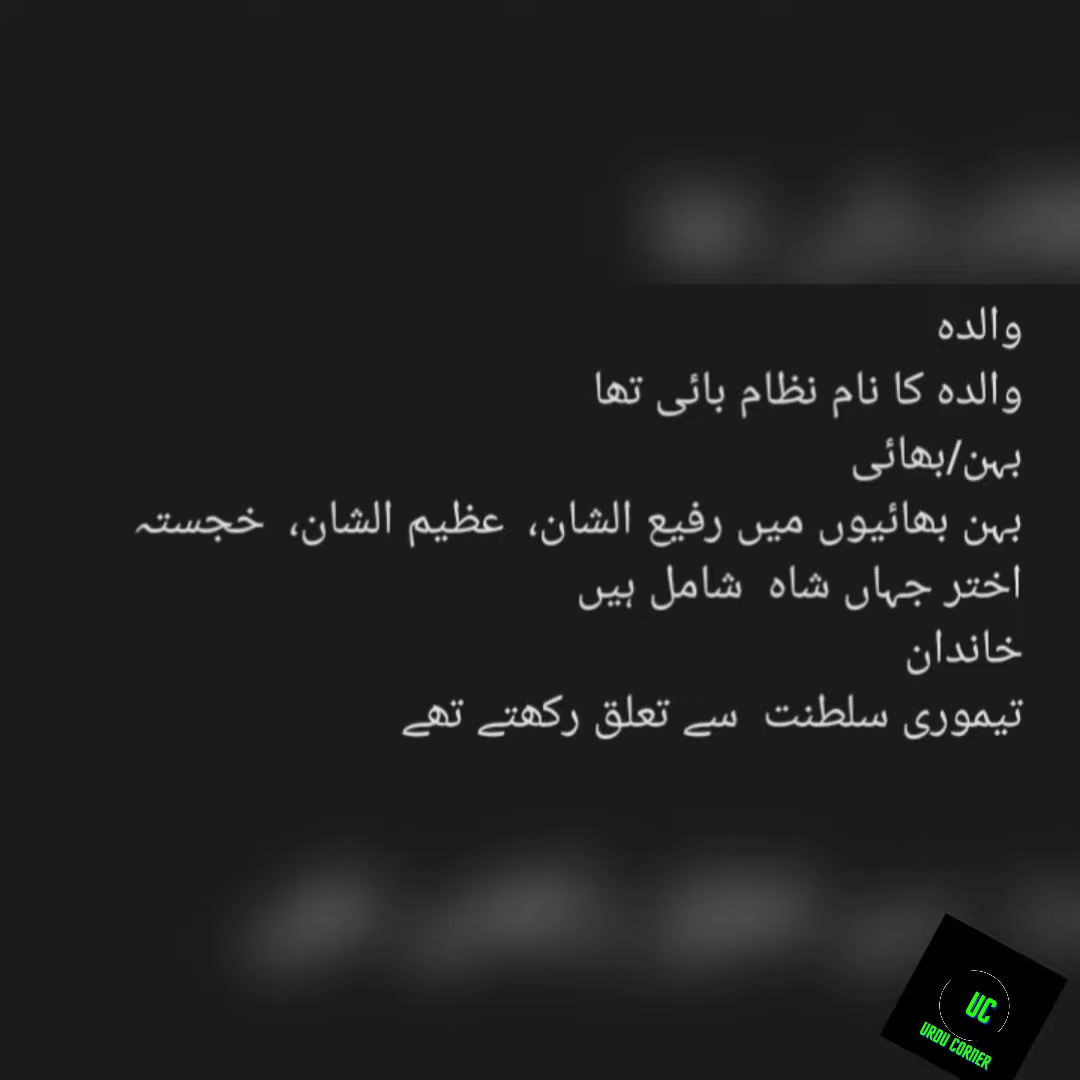 والدہ
والدہ کا نام نظام بائی تھا
بہن/بھائی
بہن بھائیوں میں رفیع الشان، عظیم الشان، خجستہ
اختر جہاں شاہ شامل ہیں
خاندان
تیموری سلطنت سے تعلق رکھتے تھے
UC
URDU CORNER